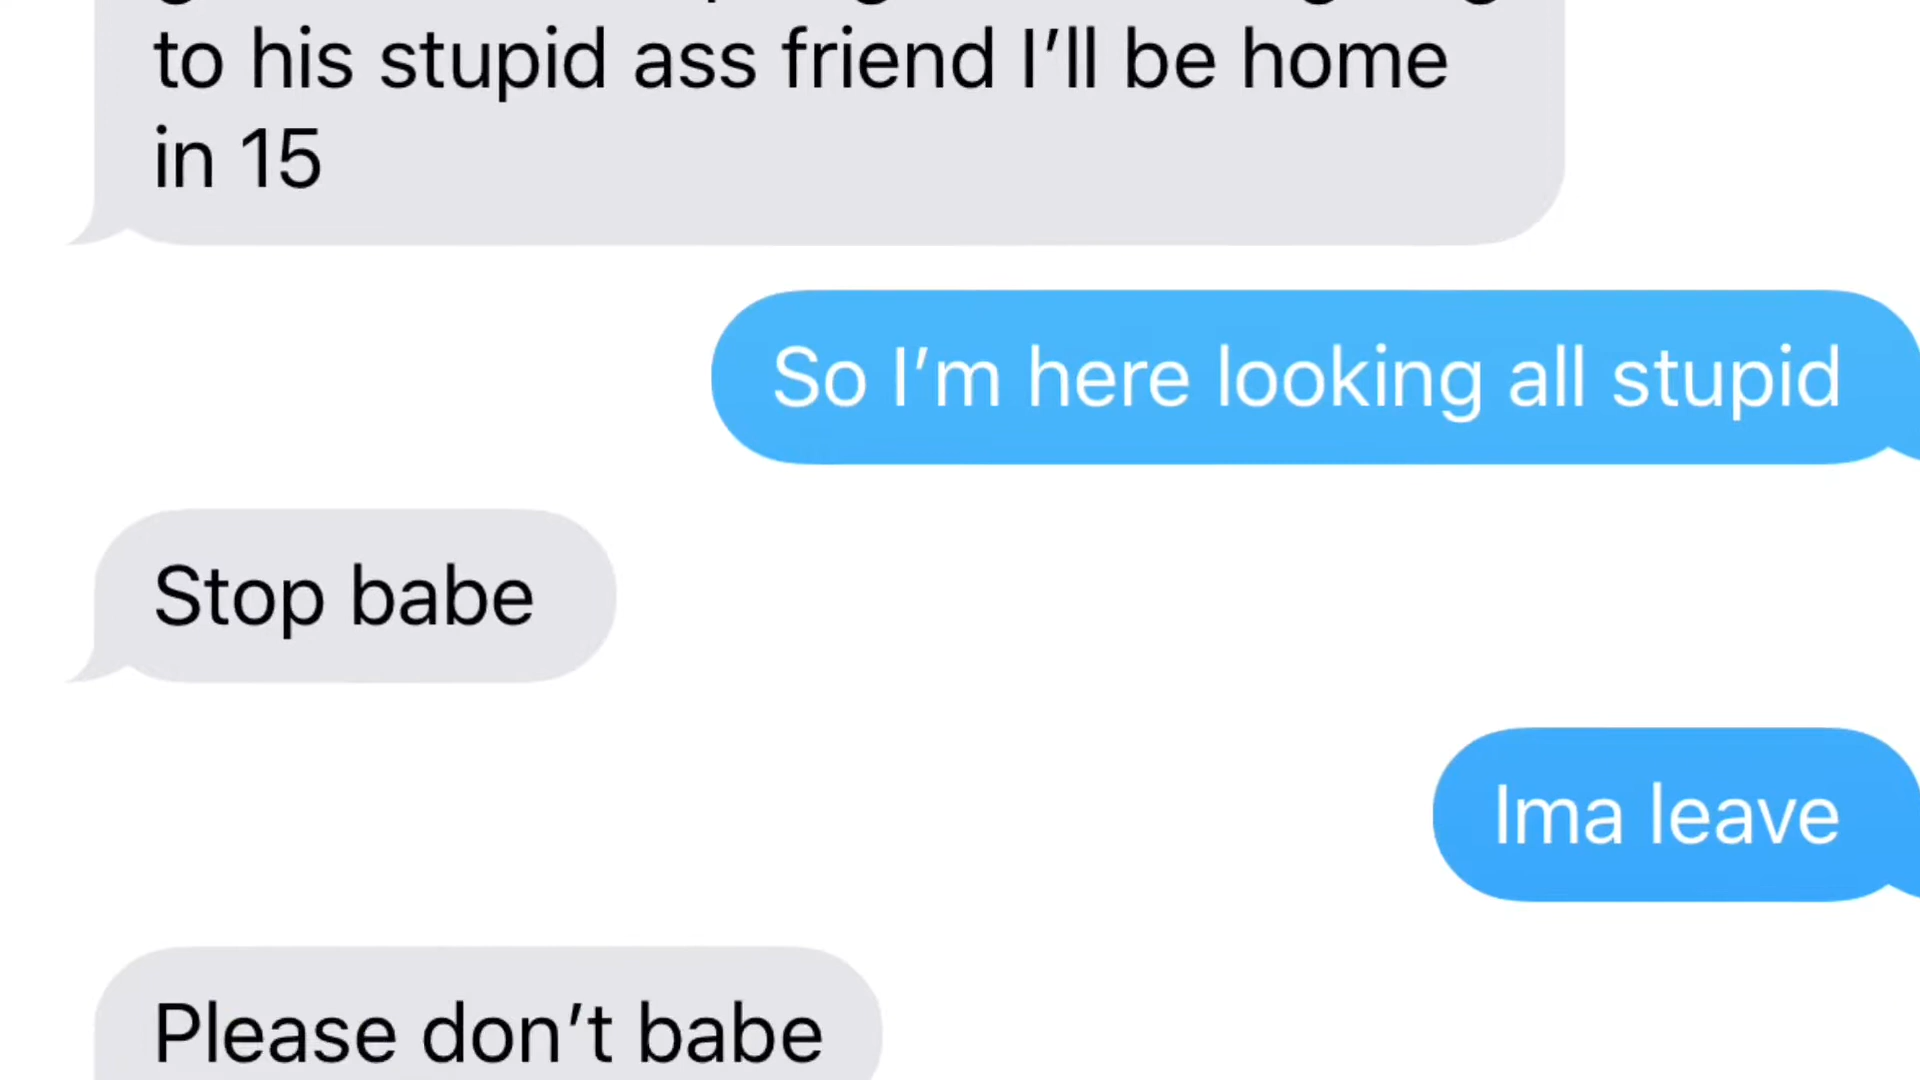 to his stupid ass friend I’ll be home
in 15
So I’m here looking all stupid
Stop babe
Ima leave
Please don’t babe